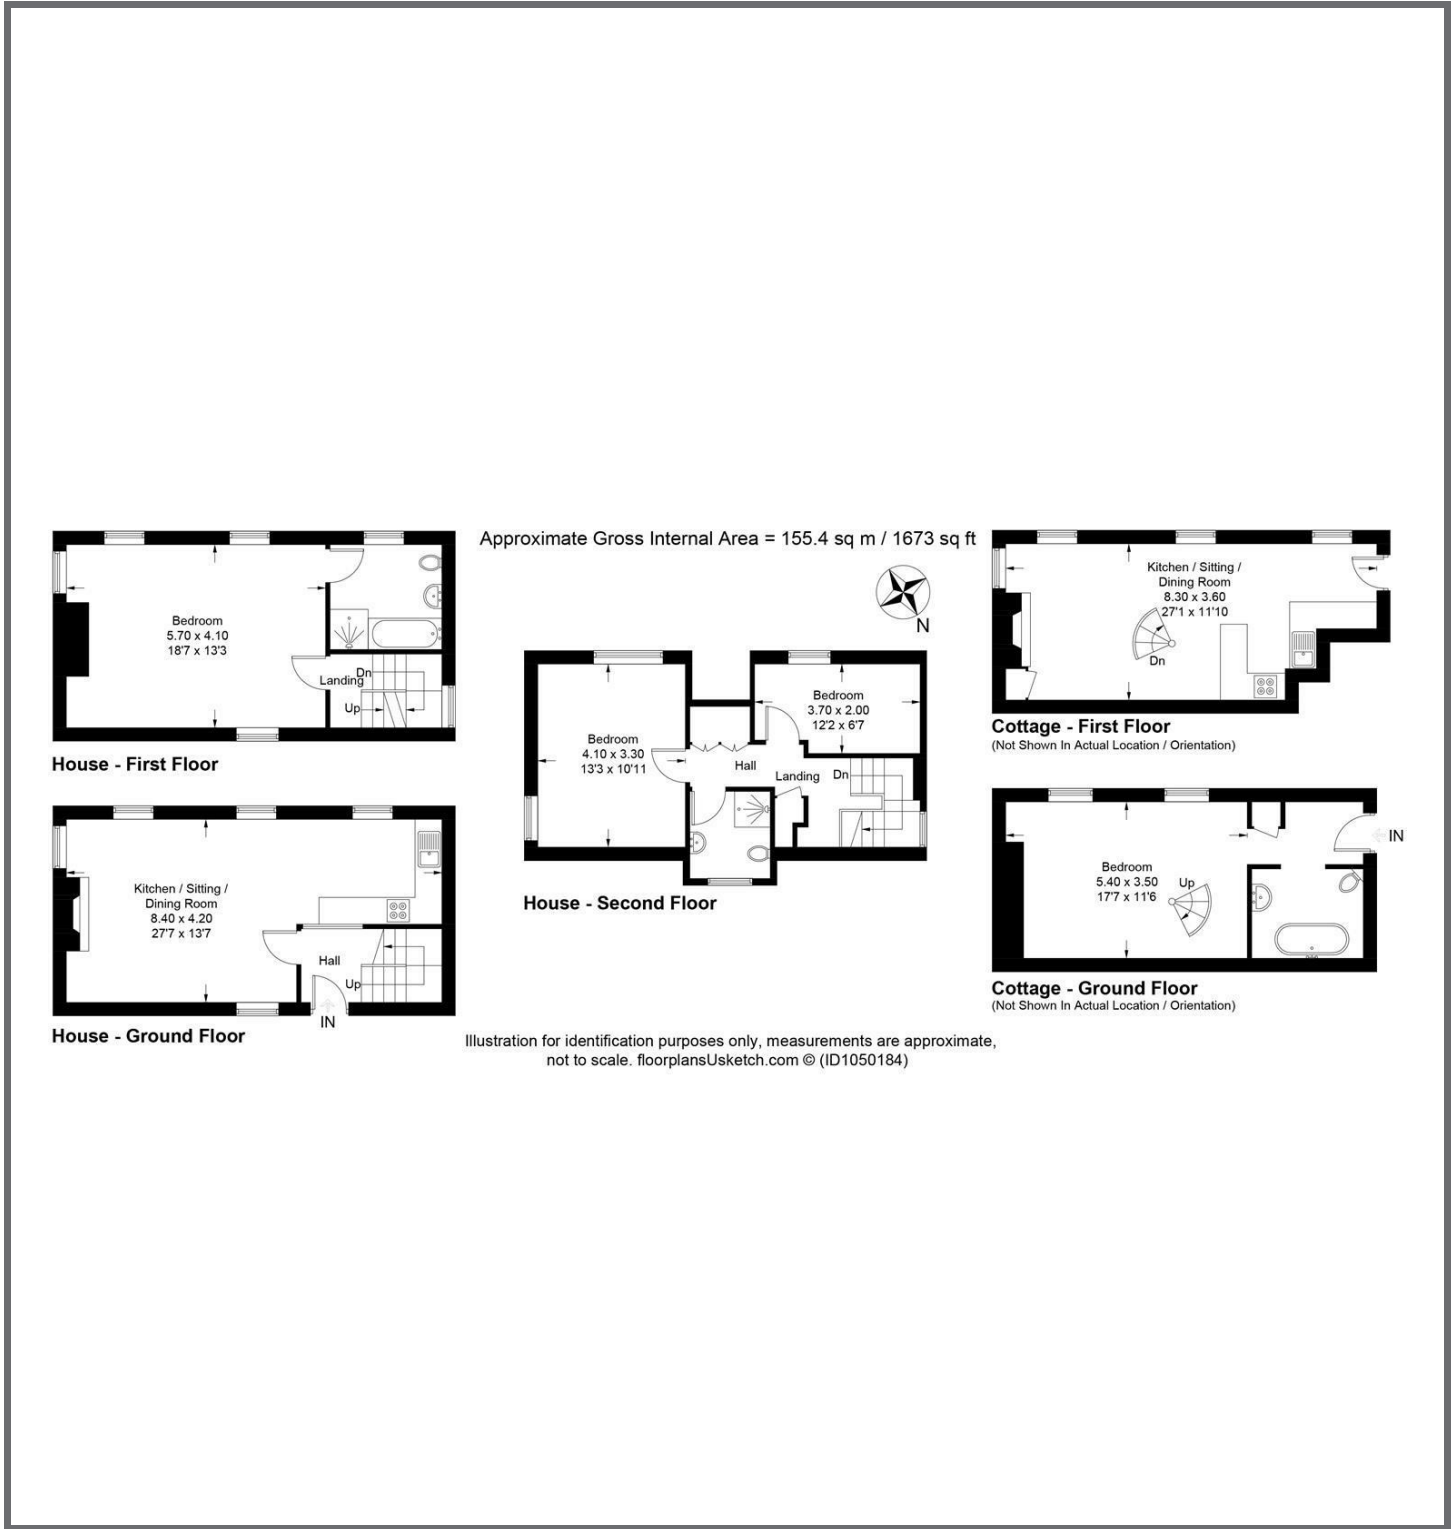 Approximate Gross Internal Area = 155.4 sq m / 1673 sq ft
N
Bedroom
5.70 x 4.10
18'7 x 13'3
Landing
Dn
Up
House - First Floor
Kitchen / Sitting /
Dining Room
8.40 x 4.20
27'7 x 13'7
Hall
Up
IN
House - Ground Floor
Bedroom
4.10 x 3.30
13'3 x 10'11
Bedroom
3.70 x 2.00
12'2 x 6'7
Hall
Landing
Dn
House - Second Floor
Kitchen / Sitting /
Dining Room
8.30 x 3.60
27'1 x 11'10
Dn
Cottage - First Floor
(Not Shown In Actual Location / Orientation)
Bedroom
5.40 x 3.50
17'7 x 11'6
Up
IN
Cottage - Ground Floor
(Not Shown In Actual Location / Orientation)
Illustration for identification purposes only, measurements are approximate,
not to scale. floorplansUsketch.com © (ID1050184)